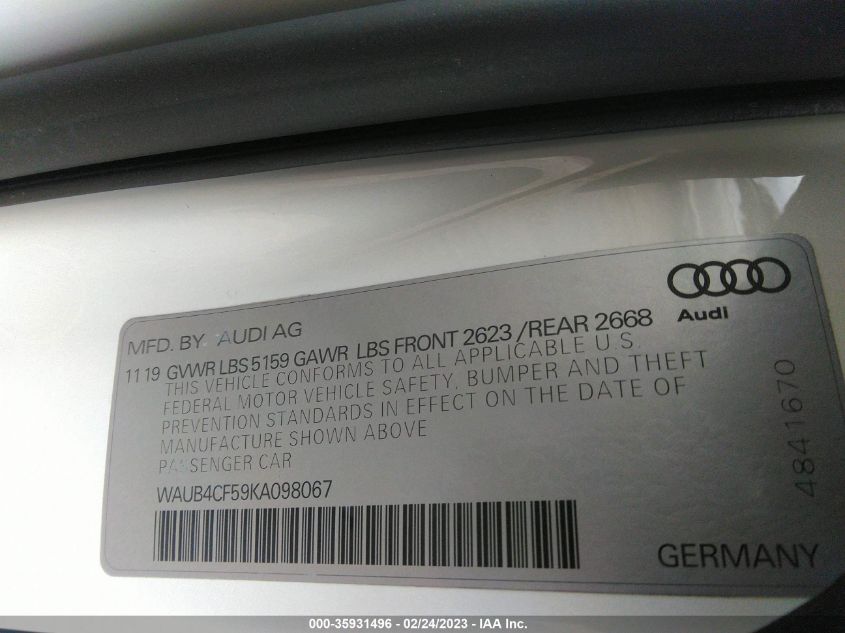 Audi
MFD. BY. AUDI AG
11 19 GVWR LBS 5159 GAWR LBS FRONT 2623 /REAR 2668
THIS VEHICLE CONFORMS TO ALL APPLICABLE U.S.
FEDERAL MOTOR VEHICLE SAFETY, BUMPER AND THEFT
PREVENTION STANDARDS IN EFFECT ON THE DATE OF
MANUFACTURE SHOWN ABOVE
PASSENGER CAR
WAUB4CF59KA098067
4841670
GERMANY
000-35931496 - 02/24/2023 - IAA Inc.